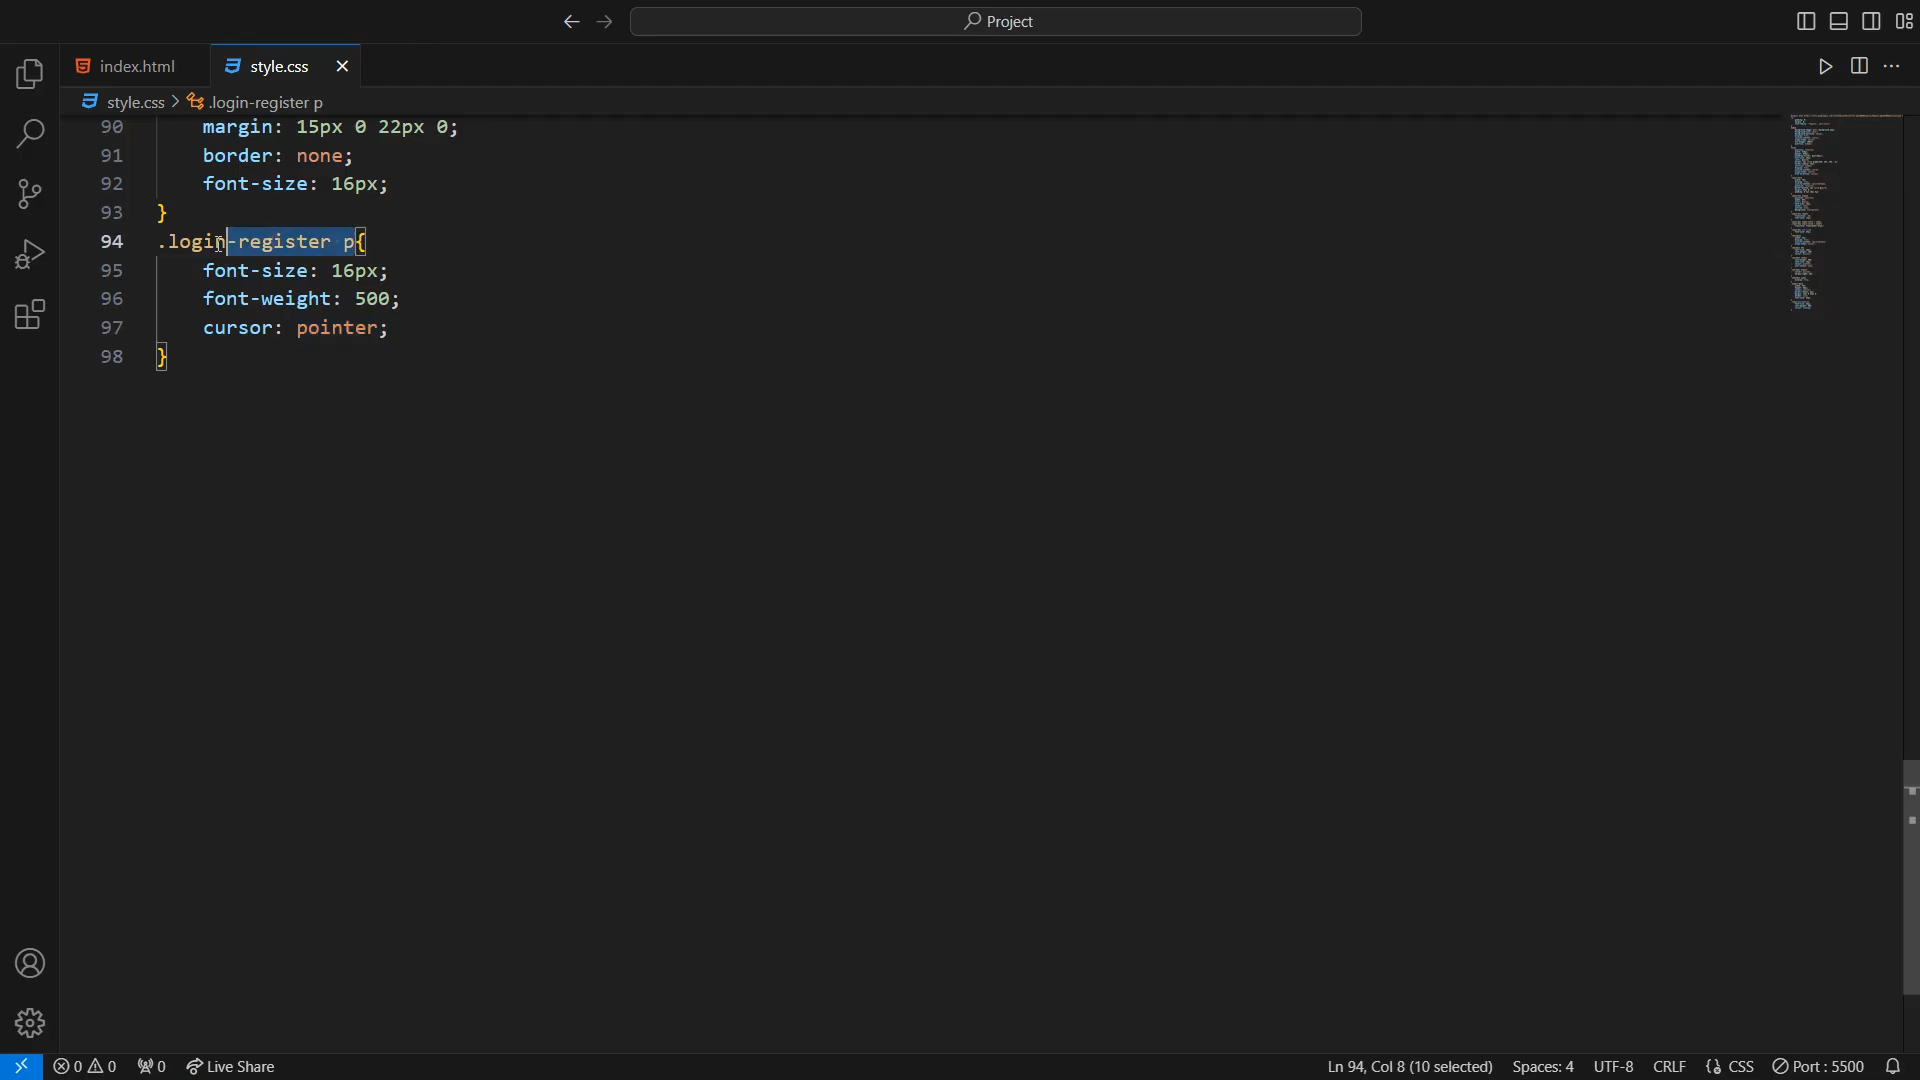 Project
index.html
style.css
style.css > .login-register p
90 margin: 15px 0 22px 0;
91 border: none;
92 font-size: 16px;
93 }
94 .login-register p{
95 font-size: 16px;
96 font-weight: 500;
97 cursor: pointer;
98 }
0 0 0 Live Share Ln 94, Col 8 (10 selected) Spaces: 4 UTF-8 CRLF {} CSS Port : 5500